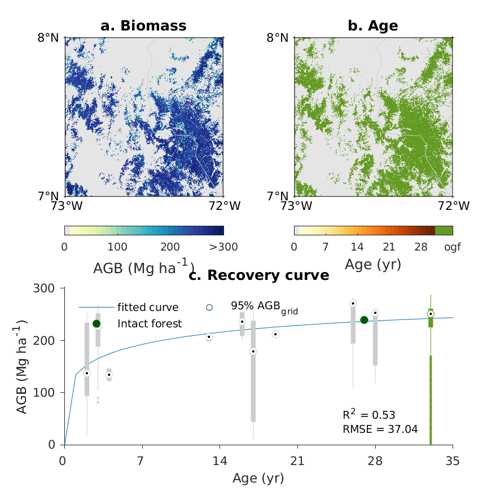 a. Biomass
b. Age
8°N
7°N
73°W
72°W
8°N
7°N
73°W
72°W
0 100 200 >300
AGB (Mg ha⁻¹)
0 7 14 21 28 ogf
Age (yr)
c. Recovery curve
fitted curve
Intact forest
95% AGB_grid
AGB (Mg ha⁻¹)
300
200
100
0
R² = 0.53
RMSE = 37.04
0 7 14 21 28 35
Age (yr)